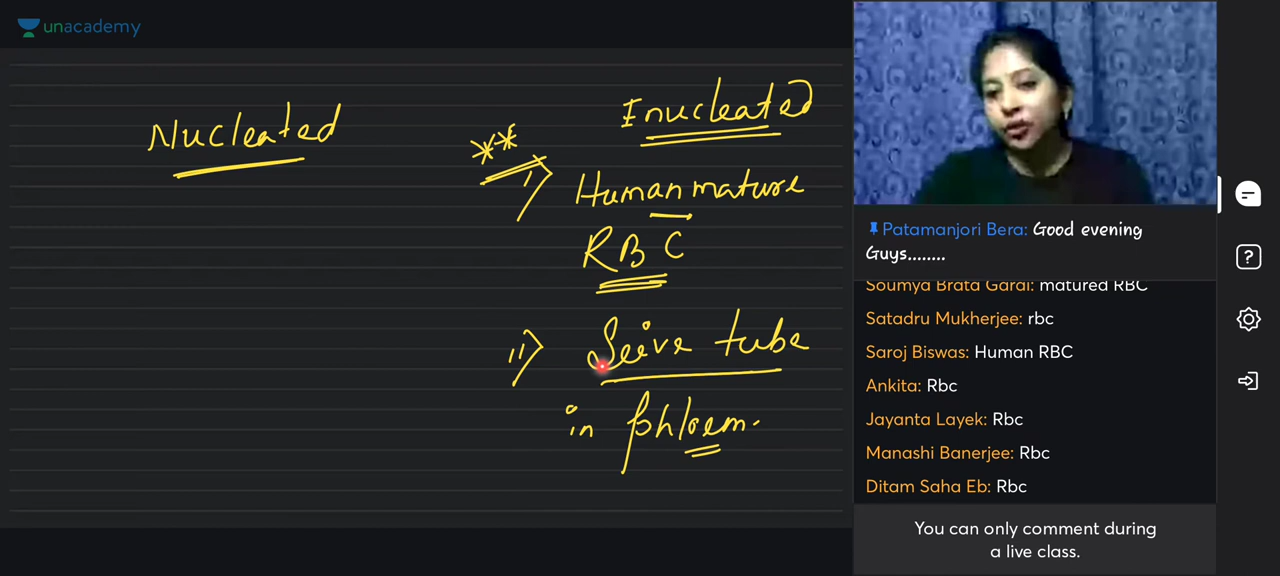 unacademy
Nucleated
Inucleated
** i)
Human mature
RBC
ii) Seive tube
in phloem.
Patamanjori Bera: Good evening
Guys........
Soumya Brata Garai: matured RBC
Satadru Mukherjee: rbc
Saroj Biswas: Human RBC
Ankita: Rbc
Jayanta Layek: Rbc
Manashi Banerjee: Rbc
Ditam Saha Eb: Rbc
You can only comment during
a live class.
?